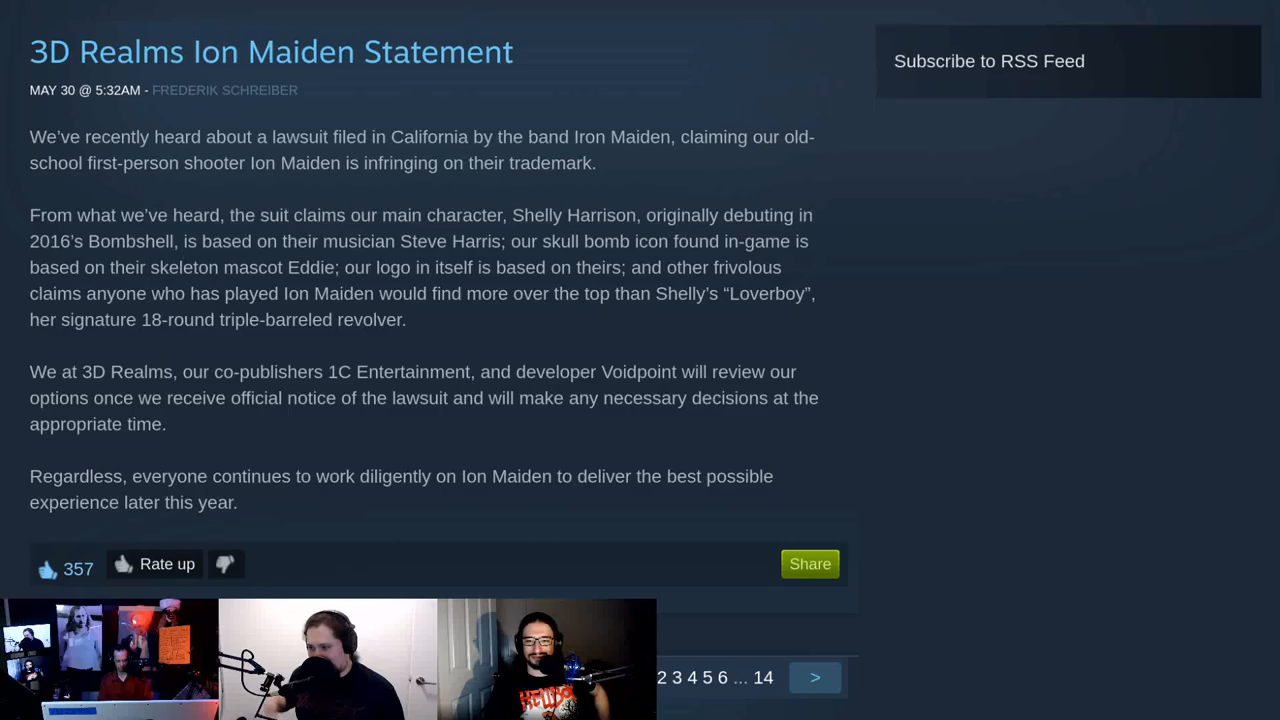 3D Realms Ion Maiden Statement
Subscribe to RSS Feed
MAY 30 @ 5:32AM - FREDERIK SCHREIBER
We’ve recently heard about a lawsuit filed in California by the band Iron Maiden, claiming our old-
school first-person shooter Ion Maiden is infringing on their trademark.
From what we’ve heard, the suit claims our main character, Shelly Harrison, originally debuting in
2016’s Bombshell, is based on their musician Steve Harris; our skull bomb icon found in-game is
based on their skeleton mascot Eddie; our logo in itself is based on theirs; and other frivolous
claims anyone who has played Ion Maiden would find more over the top than Shelly’s “Loverboy”,
her signature 18-round triple-barreled revolver.
We at 3D Realms, our co-publishers 1C Entertainment, and developer Voidpoint will review our
options once we receive official notice of the lawsuit and will make any necessary decisions at the
appropriate time.
Regardless, everyone continues to work diligently on Ion Maiden to deliver the best possible
experience later this year.
357 Rate up Share
HELLBOY
2 3 4 5 6 ... 14 >